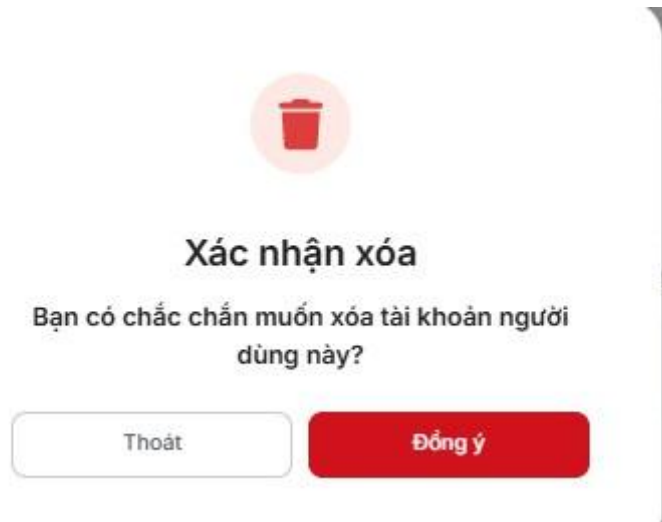 Xác nhận xóa
Bạn có chắc chắn muốn xóa tài khoản người
dùng này?
Thoát
Đồng ý